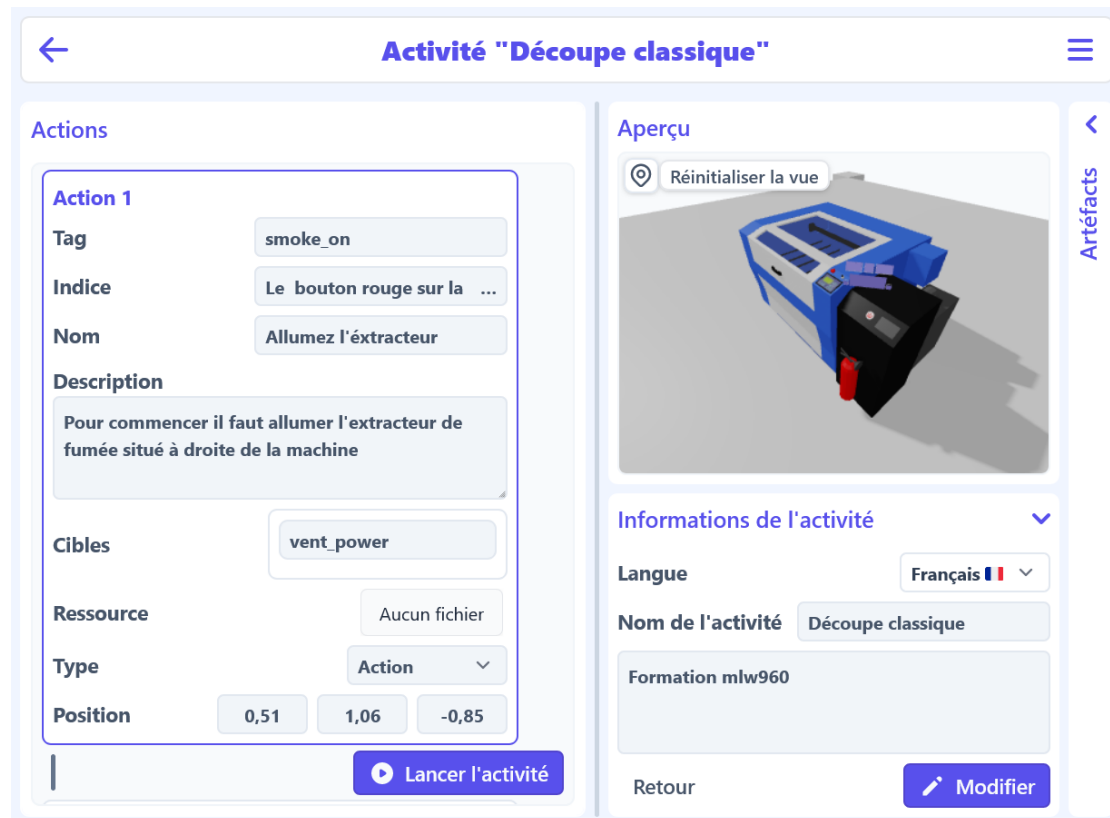 Activité "Découpe classique"
Actions
Action 1
Tag
smoke_on
Indice
Le bouton rouge sur la ...
Nom
Allumez l'éxtracteur
Description
Pour commencer il faut allumer l'extracteur de
fumée situé à droite de la machine
Cibles
vent_power
Ressource
Aucun fichier
Type
Action
Position
0,51
1,06
-0,85
Lancer l'activité
Aperçu
Réinitialiser la vue
Informations de l'activité
Langue
Français
Nom de l'activité
Découpe classique
Formation mlw960
Retour
Modifier
Artéfacts